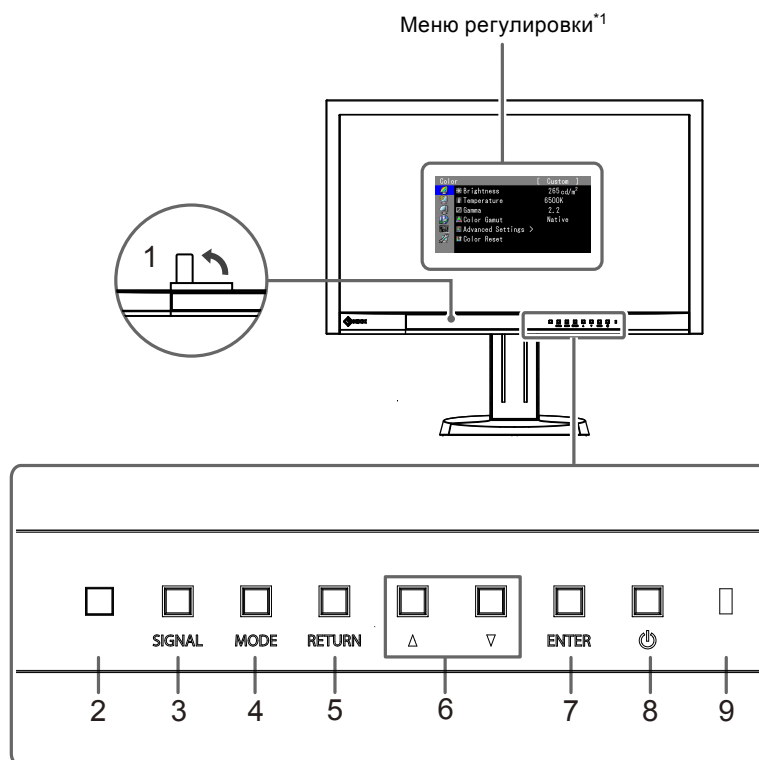 Меню регулировки*1
Color [ Custom ]
Brightness 265cd/m²
Temperature 6500K
Gamma 2.2
Color Gamut Native
Advanced Settings >
Color Reset
1
EIZO
SIGNAL MODE RETURN △ ▽ ENTER
2 3 4 5 6 7 8 9